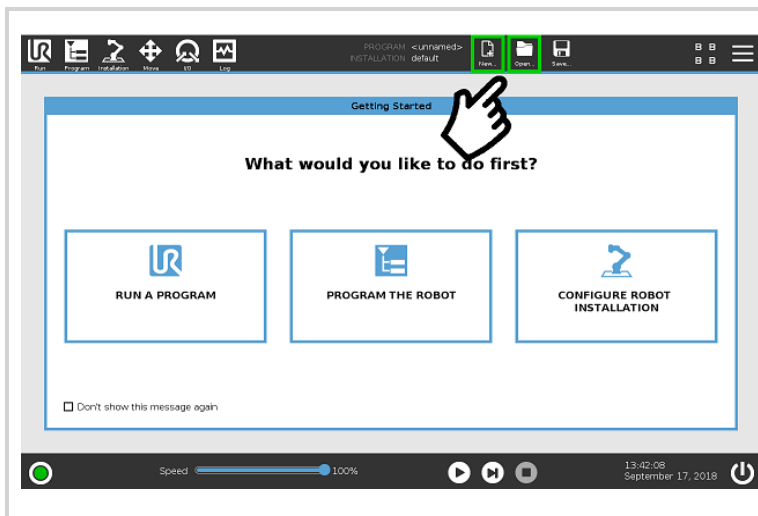 PROGRAM <unnamed>
INSTALLATION default
Run Program Installation Move I/O Log New... Open... Save...
B B
B B
Getting Started
What would you like to do first?
RUN A PROGRAM
PROGRAM THE ROBOT
CONFIGURE ROBOT
INSTALLATION
Don't show this message again
Speed 100%
13:42:08
September 17, 2018